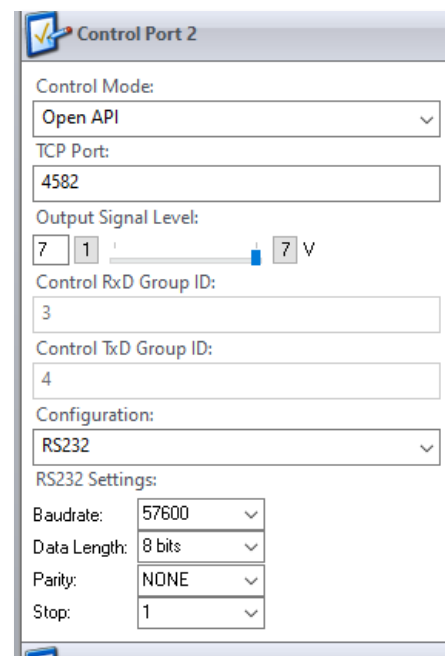 Control Port 2
Control Mode:
Open API
TCP Port:
4582
Output Signal Level:
7 1 7 V
Control RxD Group ID:
3
Control TxD Group ID:
4
Configuration:
RS232
RS232 Settings:
Baudrate: 57600
Data Length: 8 bits
Parity: NONE
Stop: 1